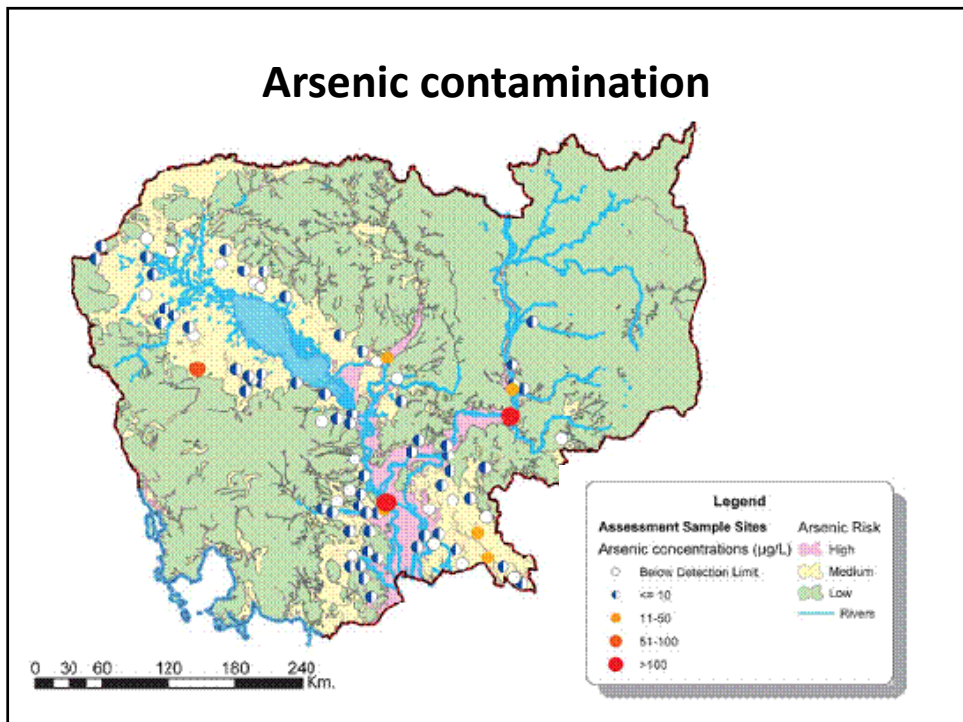 Arsenic contamination
Legend
Assessment Sample Sites
Arsenic concentrations (µg/L)
Below Detection Limit
<= 10
11-50
51-100
>100
Arsenic Risk
High
Medium
Low
Rivers
0 30 60 120 180 240
Km.